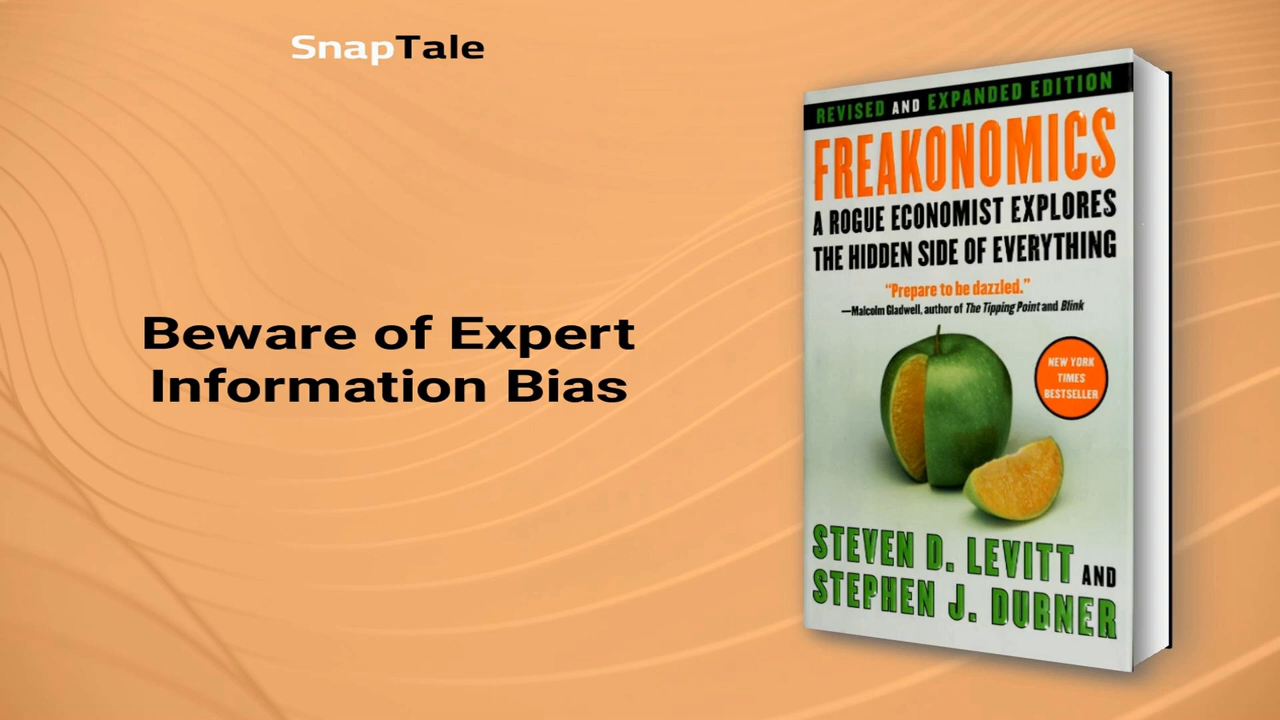 SnapTale
Beware of Expert
Information Bias
REVISED AND EXPANDED EDITION
FREAKONOMICS
A ROGUE ECONOMIST EXPLORES
THE HIDDEN SIDE OF EVERYTHING
“Prepare to be dazzled.”
—Malcolm Gladwell, author of The Tipping Point and Blink
NEW YORK
TIMES
BESTSELLER
STEVEN D. LEVITT AND
STEPHEN J. DUBNER